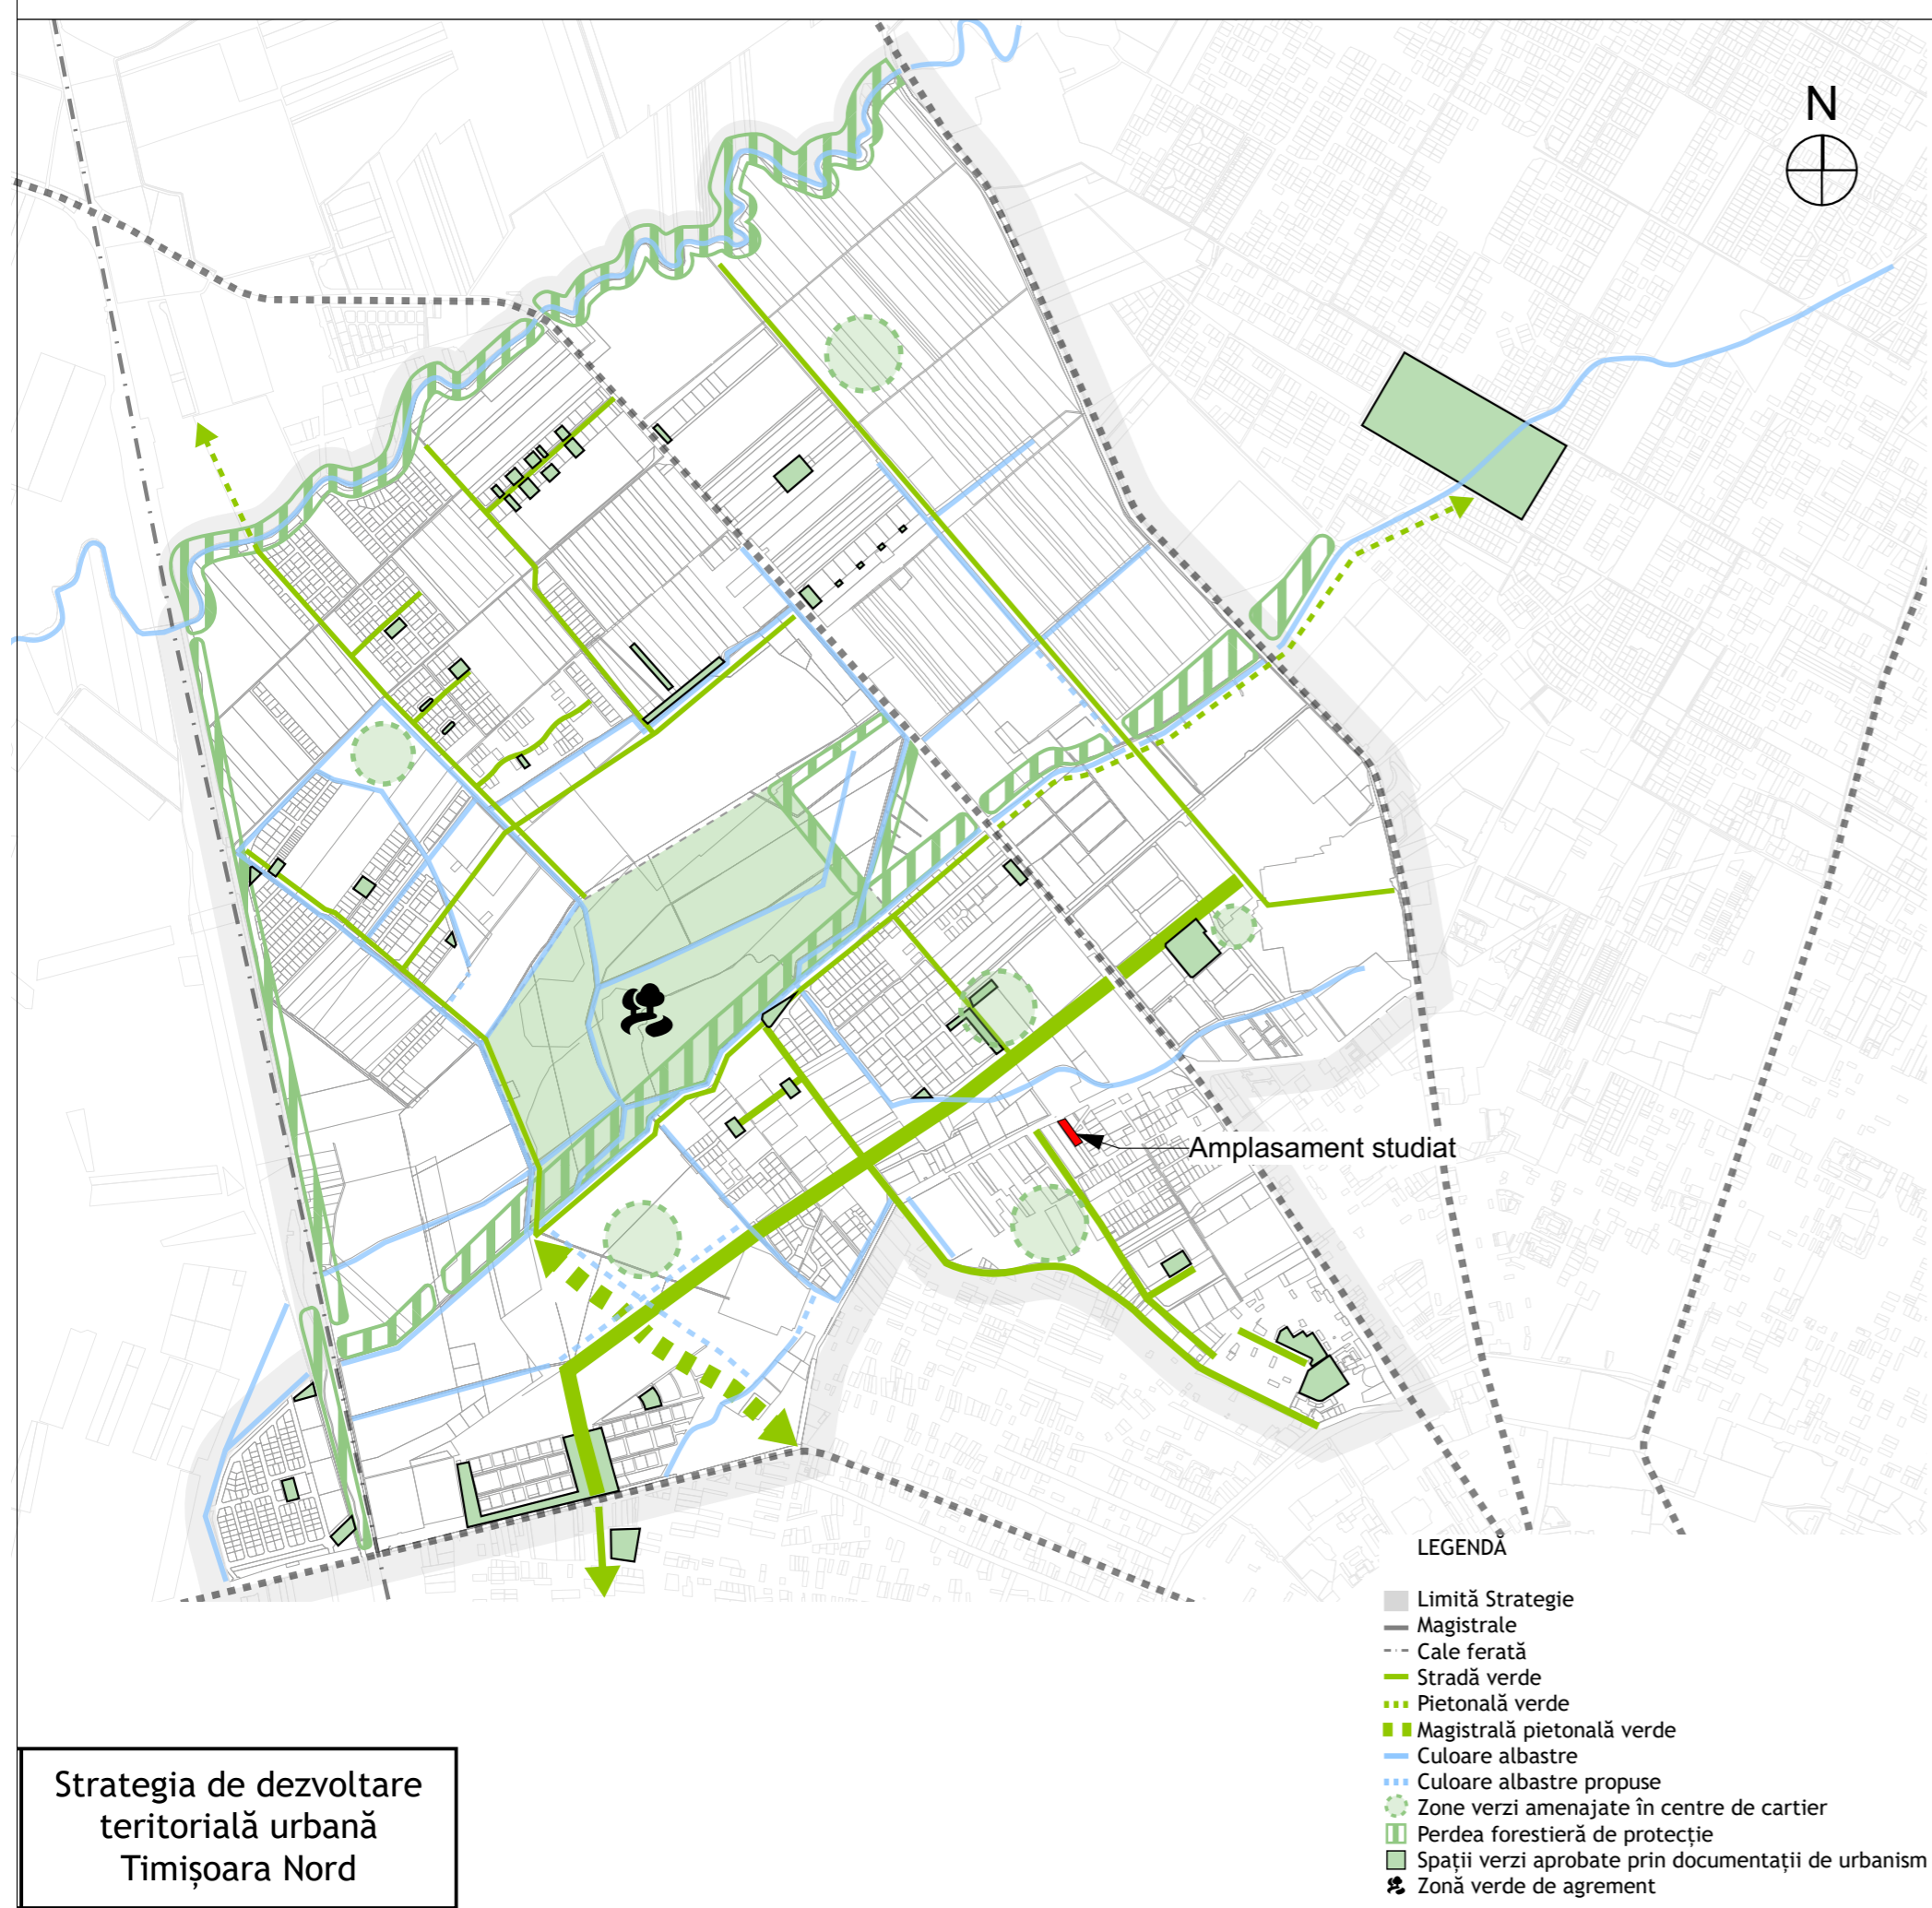 N
Amplasament studiat
LEGENDĂ
Limită Strategie
Magistrale
Cale ferată
Stradă verde
Pietonală verde
Magistrală pietonală verde
Culoare albastre
Culoare albastre propuse
Zone verzi amenajate în centre de cartier
Perdea forestieră de protecție
Spații verzi aprobate prin documentații de urbanism
Zonă verde de agrement
Strategia de dezvoltare
teritorială urbană
Timișoara Nord